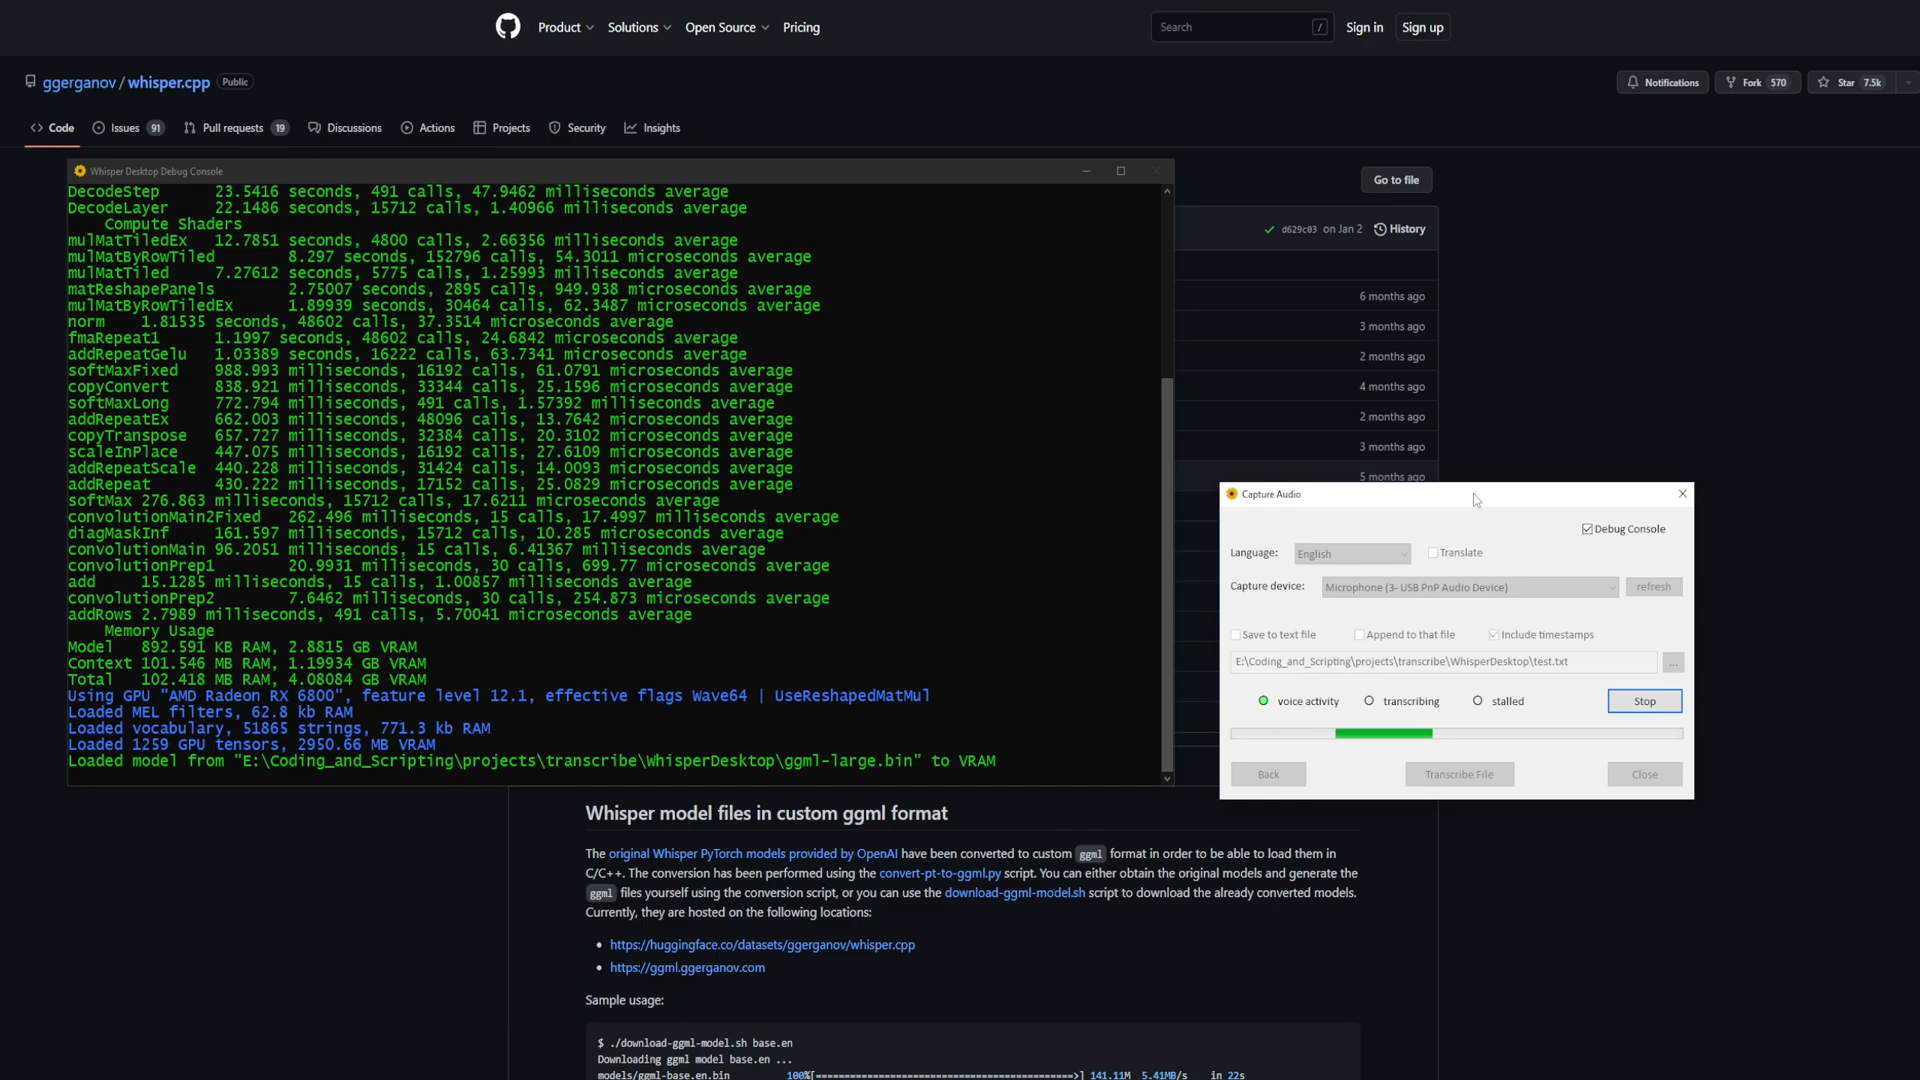 Product Solutions Open Source Pricing Search / Sign in Sign up
ggerganov / whisper.cpp Public Notifications Fork 570 Star 7.5k
Code Issues 91 Pull requests 19 Discussions Actions Projects Security Insights
Whisper Desktop Debug Console
Go to file
d629c03 on Jan 2 History
6 months ago
3 months ago
2 months ago
4 months ago
2 months ago
3 months ago
5 months ago
DecodeStep 23.5416 seconds, 491 calls, 47.9462 milliseconds average
DecodeLayer 22.1486 seconds, 15712 calls, 1.40966 milliseconds average
Compute Shaders
mulMatTiledEx 12.7851 seconds, 4800 calls, 2.66356 milliseconds average
mulMatByRowTiled 8.297 seconds, 152796 calls, 54.3011 microseconds average
mulMatTiled 7.27612 seconds, 5775 calls, 1.25993 milliseconds average
matReshapePanels 2.75007 seconds, 2895 calls, 949.938 microseconds average
mulMatByRowTiledEx 1.89939 seconds, 30464 calls, 62.3487 microseconds average
norm 1.81535 seconds, 48602 calls, 37.3514 microseconds average
fmaRepeat1 1.1997 seconds, 48602 calls, 24.6842 microseconds average
addRepeatGelu 1.03389 seconds, 16222 calls, 63.7341 microseconds average
softMaxFixed 988.993 milliseconds, 16192 calls, 61.0791 microseconds average
copyConvert 838.921 milliseconds, 33344 calls, 25.1596 microseconds average
softMaxLong 772.794 milliseconds, 491 calls, 1.57392 milliseconds average
addRepeatEx 662.003 milliseconds, 48096 calls, 13.7642 microseconds average
copyTranspose 657.727 milliseconds, 32384 calls, 20.3102 microseconds average
scaleInPlace 447.075 milliseconds, 16192 calls, 27.6109 microseconds average
addRepeatScale 440.228 milliseconds, 31424 calls, 14.0093 microseconds average
addRepeat 430.222 milliseconds, 17152 calls, 25.0829 microseconds average
softMax 276.863 milliseconds, 15712 calls, 17.6211 microseconds average
convolutionMain2Fixed 262.496 milliseconds, 15 calls, 17.4997 milliseconds average
diagMaskInf 161.597 milliseconds, 15712 calls, 10.285 microseconds average
convolutionMain 96.2051 milliseconds, 15 calls, 6.41367 milliseconds average
convolutionPrep1 20.9931 milliseconds, 30 calls, 699.77 microseconds average
add 15.1285 milliseconds, 15 calls, 1.00857 milliseconds average
convolutionPrep2 7.6462 milliseconds, 30 calls, 254.873 microseconds average
addRows 2.7989 milliseconds, 491 calls, 5.70041 microseconds average
Memory Usage
Model 892.591 KB RAM, 2.8815 GB VRAM
Context 101.546 MB RAM, 1.19934 GB VRAM
Total 102.418 MB RAM, 4.08084 GB VRAM
Using GPU "AMD Radeon RX 6800", feature level 12.1, effective flags Wave64 | UseReshapedMatMul
Loaded MEL filters, 62.8 kb RAM
Loaded vocabulary, 51865 strings, 771.3 kb RAM
Loaded 1259 GPU tensors, 2950.66 MB VRAM
Loaded model from "E:\Coding_and_Scripting\projects\transcribe\WhisperDesktop\ggml-large.bin" to VRAM
Capture Audio
Debug Console
Language: English Translate
Capture device: Microphone (3- USB PnP Audio Device) refresh
Save to text file Append to that file Include timestamps
E:\Coding_and_Scripting\projects\transcribe\WhisperDesktop\test.txt ...
voice activity transcribing stalled Stop
Back Transcribe File Close
Whisper model files in custom ggml format
The original Whisper PyTorch models provided by OpenAI have been converted to custom ggml format in order to be able to load them in
C/C++. The conversion has been performed using the convert-pt-to-ggml.py script. You can either obtain the original models and generate the
ggml files yourself using the conversion script, or you can use the download-ggml-model.sh script to download the already converted models.
Currently, they are hosted on the following locations:
https://huggingface.co/datasets/ggerganov/whisper.cpp
https://ggml.ggerganov.com
Sample usage:
$ ./download-ggml-model.sh base.en
Downloading ggml model base.en ...
models/ggml-base.en.bin 100%[=============================================>] 141.11M 5.41MB/s in 22s